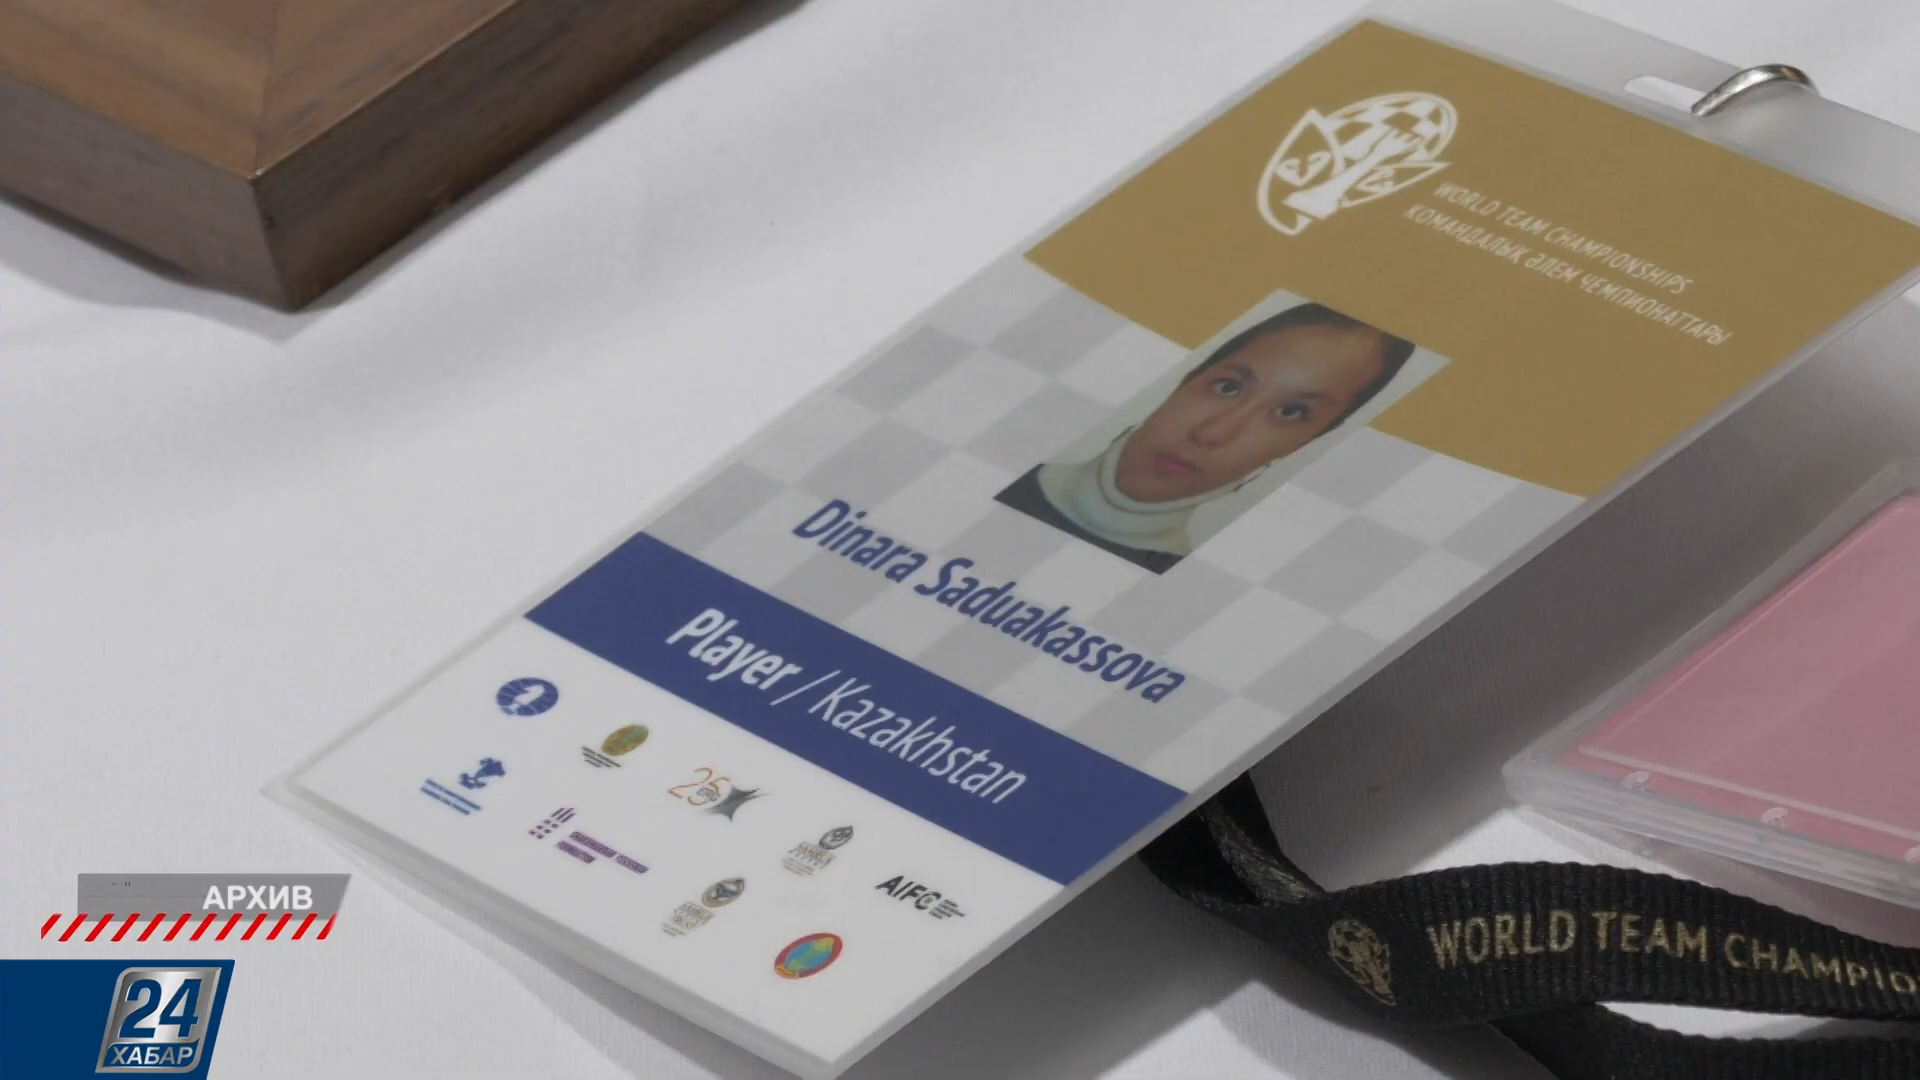 WORLD TEAM CHAMPIONSHIPS
КОМАНДАЛЫҚ ӘЛЕМ ЧЕМПИОНАТТАРЫ
Dinara Saduakassova
Player / Kazakhstan
25
AIFC
WORLD TEAM CHAMPIO
АРХИВ
24
ХАБАР